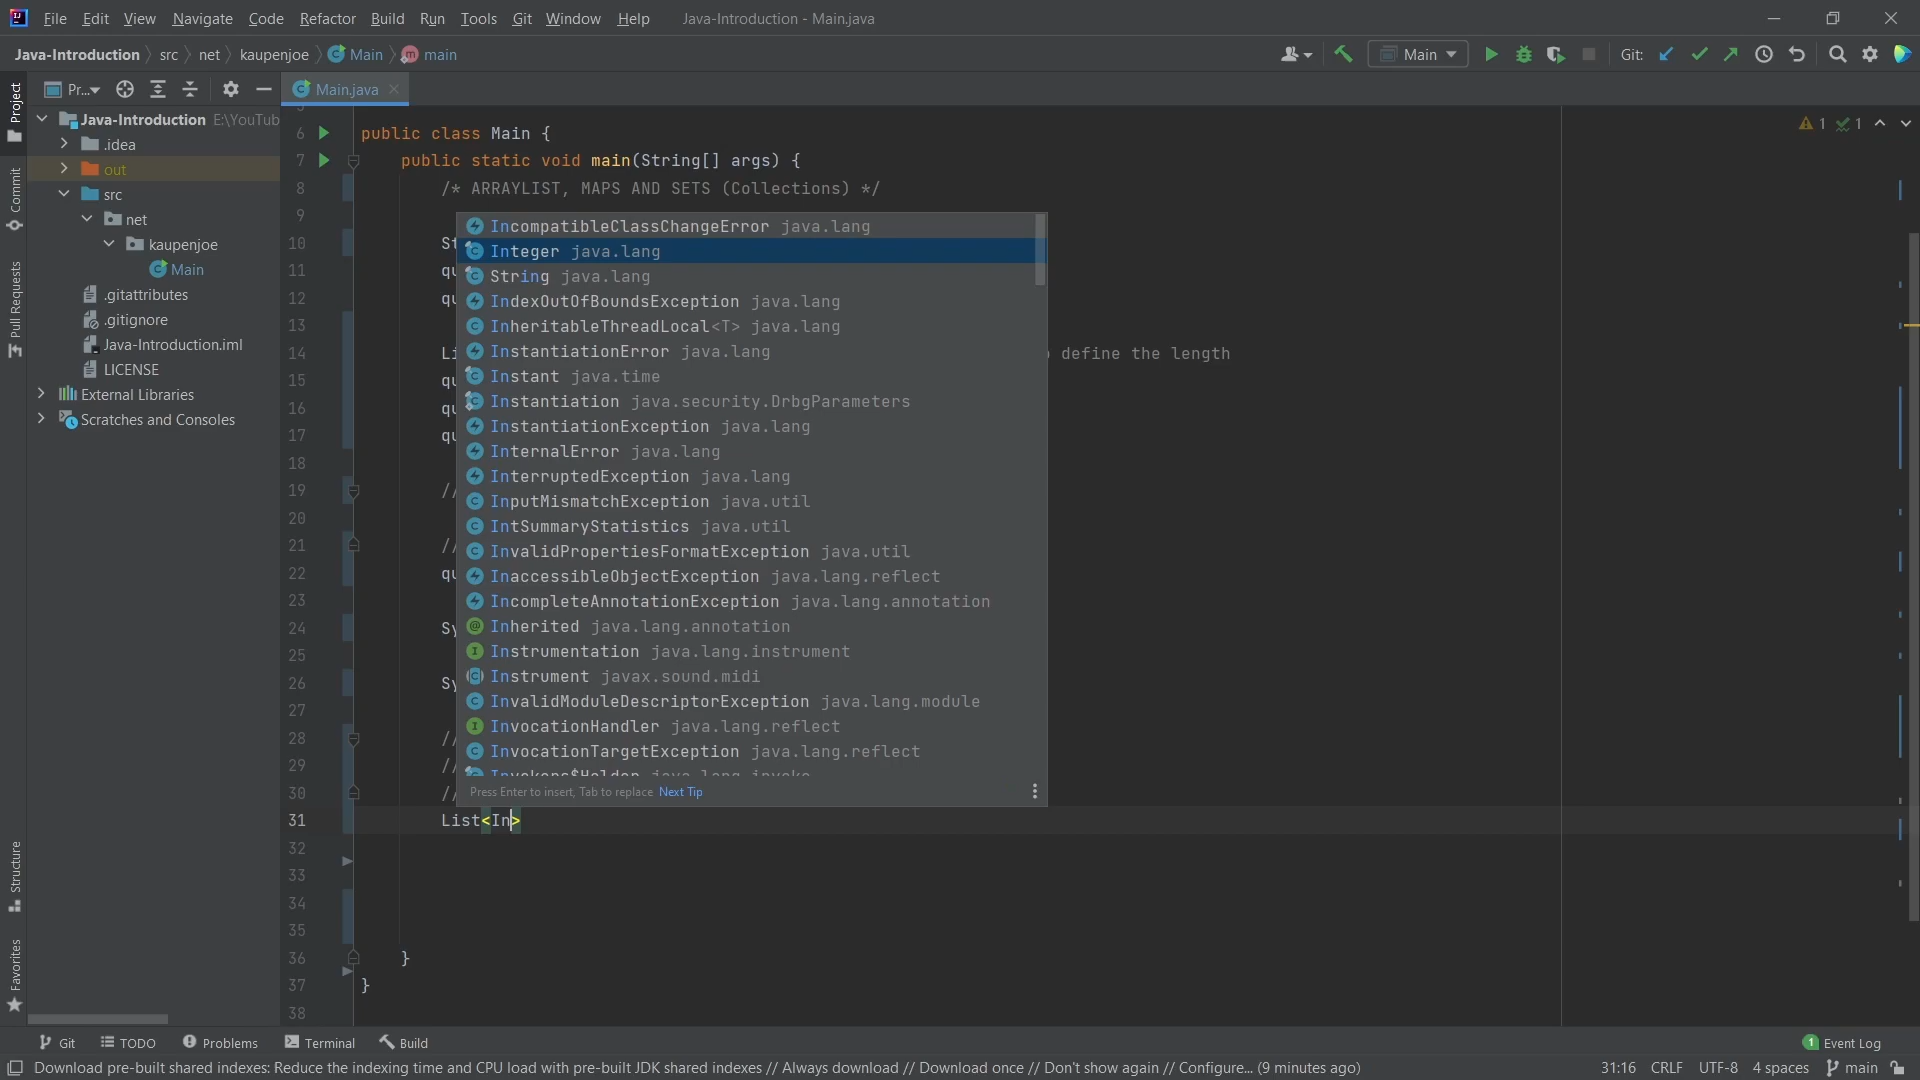 File Edit View Navigate Code Refactor Build Run Tools Git Window Help Java-Introduction - Main.java
Java-Introduction src net kaupenjoe Main main Main Git:
Pr... Main.java
Project
Commit
Pull Requests
Structure
Favorites
Java-Introduction E:\YouTub
.idea
out
src
net
kaupenjoe
Main
.gitattributes
.gitignore
Java-Introduction.iml
LICENSE
External Libraries
Scratches and Consoles
1 1
6 public class Main {
7 public static void main(String[] args) {
8 /* ARRAYLIST, MAPS AND SETS (Collections) */
9
10 St
11 qu
12 qu
13
14 Li define the length
15 qu
16 qu
17 qu
18
19 //
20
21 //
22 qu
23
24 Sy
25
26 Sy
27
28 //
29 //
30 //
31 List<In>
32
33
34
35
36 }
37 }
38
IncompatibleClassChangeError java.lang
Integer java.lang
String java.lang
IndexOutOfBoundsException java.lang
InheritableThreadLocal<T> java.lang
InstantiationError java.lang
Instant java.time
Instantiation java.security.DrbgParameters
InstantiationException java.lang
InternalError java.lang
InterruptedException java.lang
InputMismatchException java.util
IntSummaryStatistics java.util
InvalidPropertiesFormatException java.util
InaccessibleObjectException java.lang.reflect
IncompleteAnnotationException java.lang.annotation
Inherited java.lang.annotation
Instrumentation java.lang.instrument
Instrument javax.sound.midi
InvalidModuleDescriptorException java.lang.module
InvocationHandler java.lang.reflect
InvocationTargetException java.lang.reflect
Press Enter to insert, Tab to replace Next Tip
Git TODO Problems Terminal Build 1 Event Log
Download pre-built shared indexes: Reduce the indexing time and CPU load with pre-built JDK shared indexes // Always download // Download once // Don't show again // Configure... (9 minutes ago) 31:16 CRLF UTF-8 4 spaces main